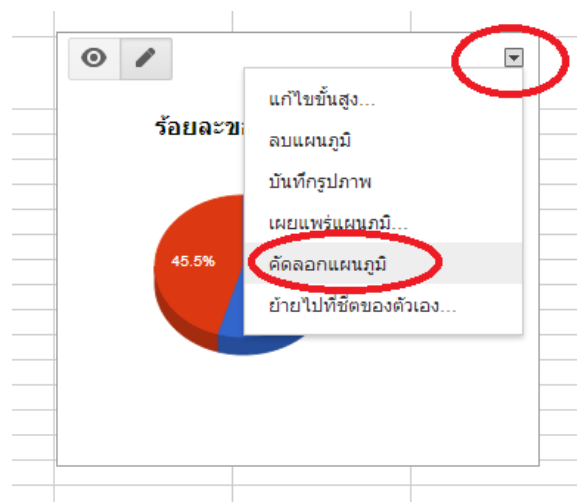 แก้ไขขั้นสูง...
ร้อยละ
ลบแผนภูมิ
บันทึกรูปภาพ
เผยแพร่แผนภูมิ...
45.5%
คัดลอกแผนภูมิ
ย้ายไปที่ชีตของตัวเอง...